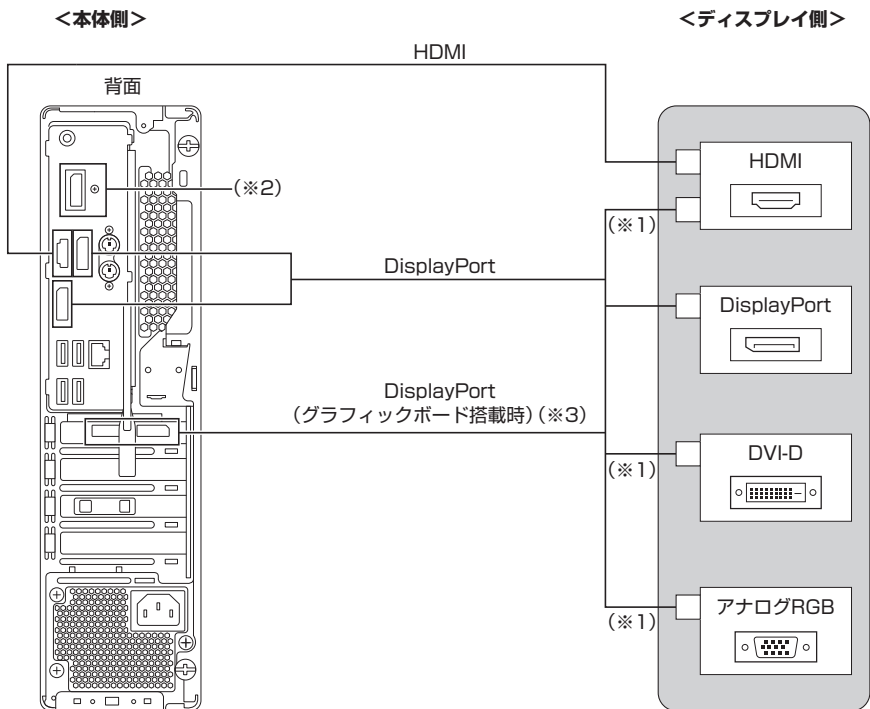 ＜本体側＞
＜ディスプレイ側＞
HDMI
背面
HDMI
（※2）
（※1）
DisplayPort
DisplayPort
DisplayPort
（グラフィックボード搭載時）（※3）
DVI-D
（※1）
アナログRGB
（※1）